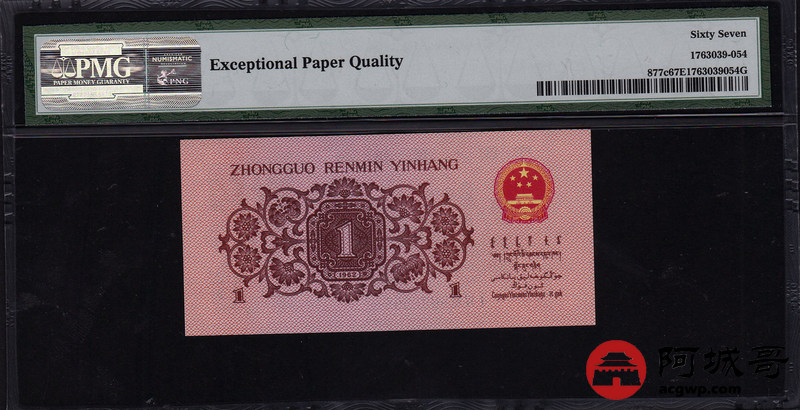 PMG
PAPER MONEY GUARANTY
NUMISMATIC
PNG
Exceptional Paper Quality
Sixty Seven
1763039-054
877c67E1763039054G
ZHONGGUO RENMIN YINHANG
1
1962
1
1
阿城哥
acgwp.com